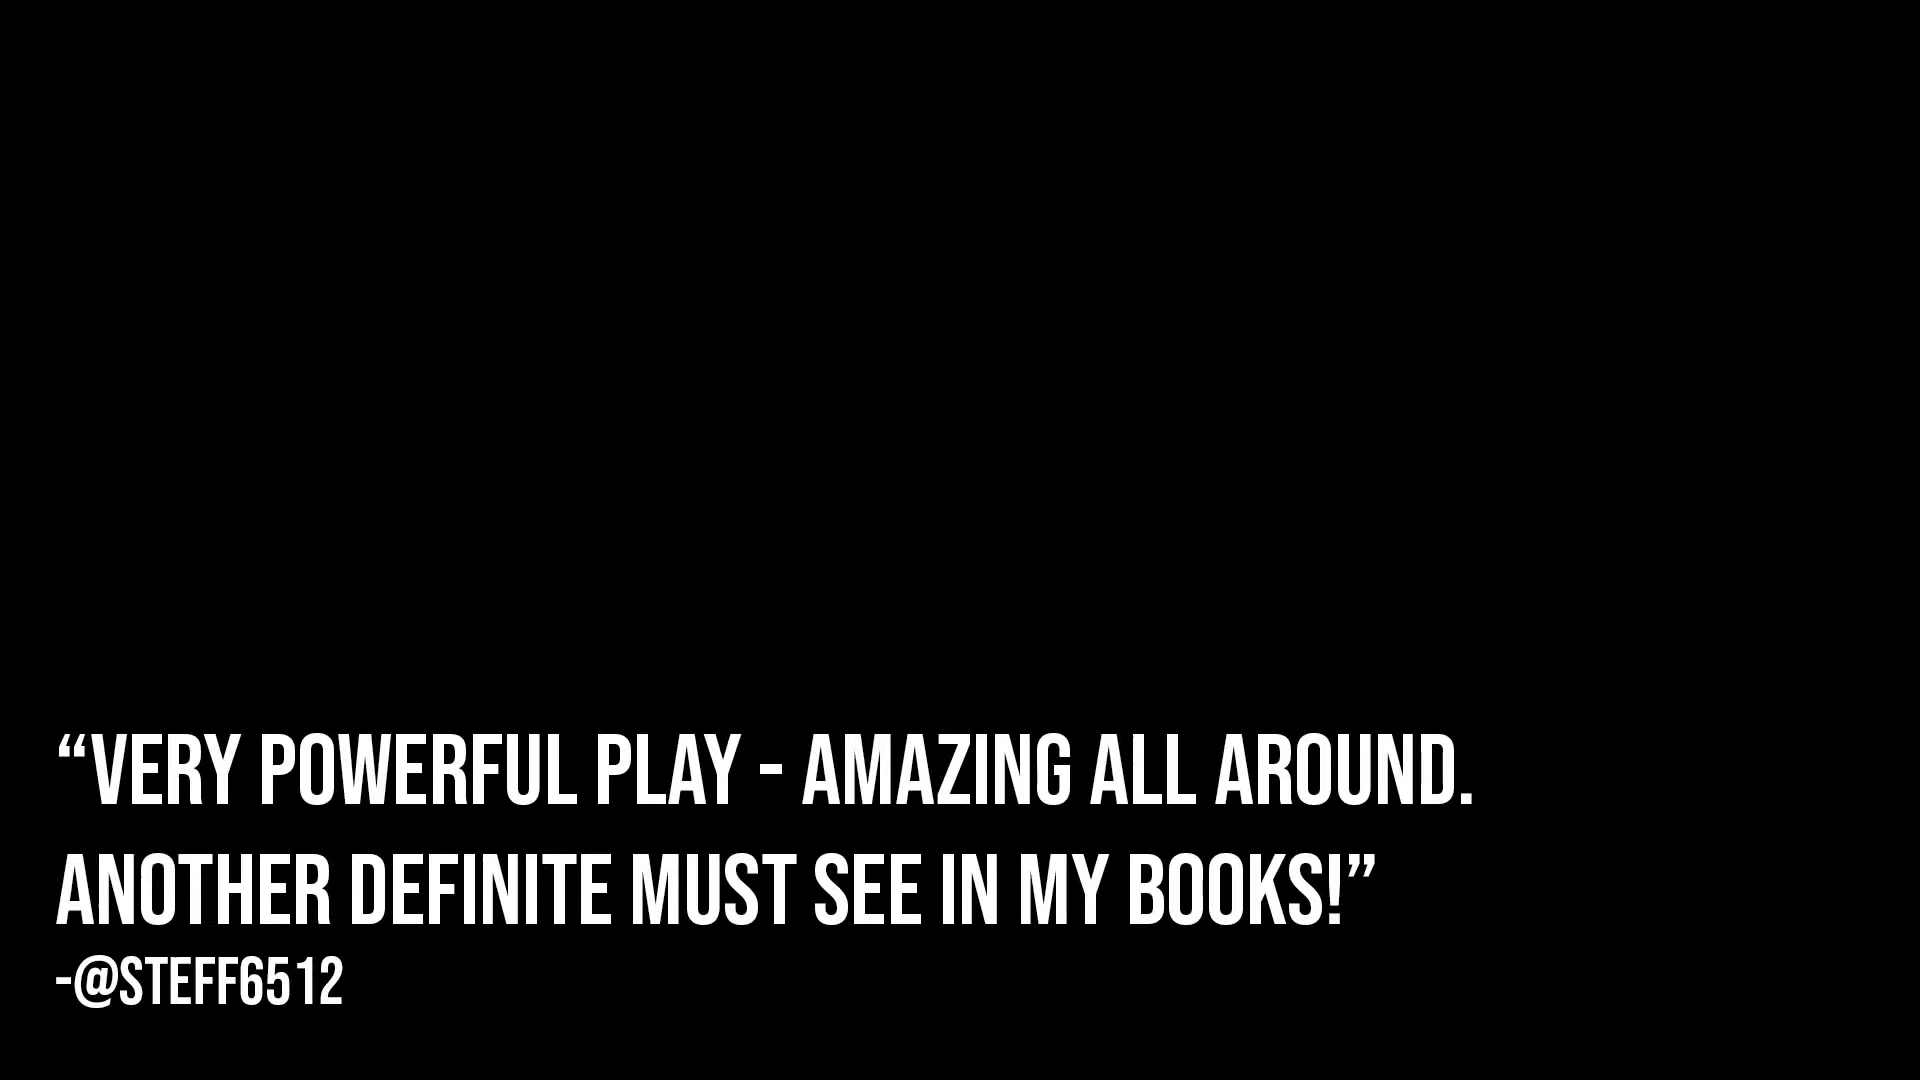 “VERY POWERFUL PLAY - AMAZING ALL AROUND.
ANOTHER DEFINITE MUST SEE IN MY BOOKS!”
-@STEFF6512